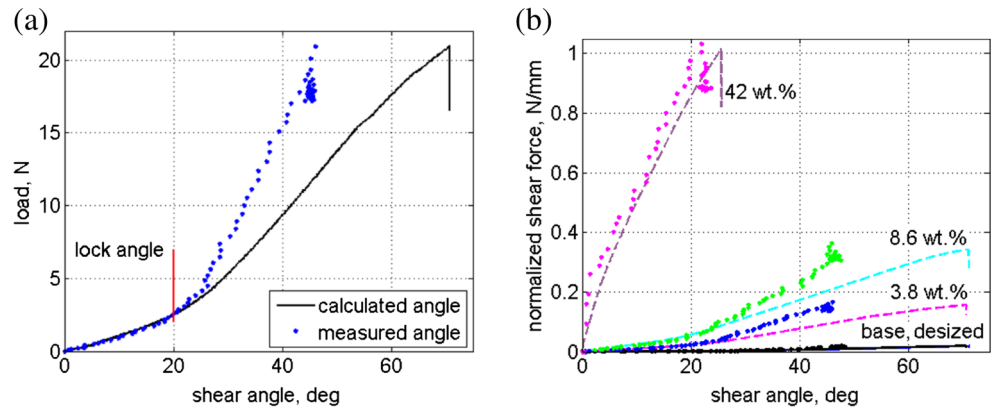 (a)
20
15
10
5
0
0
20
40
60
load, N
shear angle, deg
lock angle
calculated angle
measured angle
(b)
1
0.8
0.6
0.4
0.2
0
0
20
40
60
normalized shear force, N/mm
shear angle, deg
42 wt.%
8.6 wt.%
3.8 wt.%
base, desized